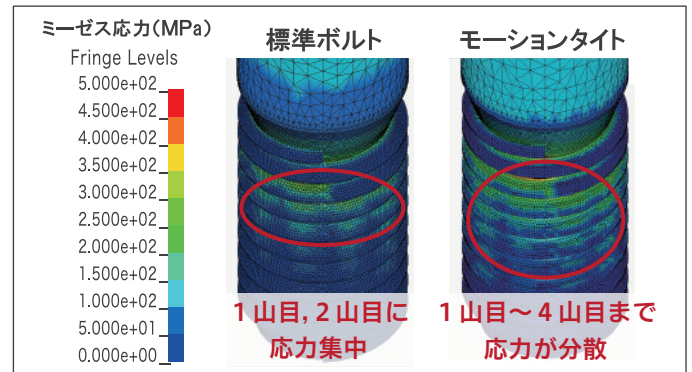 ミーゼス応力(MPa)
Fringe Levels
5.000e+02
4.500e+02
4.000e+02
3.500e+02
3.000e+02
2.500e+02
2.000e+02
1.500e+02
1.000e+02
5.000e+01
0.000e+00
標準ボルト
1山目,2山目に
応力集中
モーションタイト
1山目~4山目まで
応力が分散